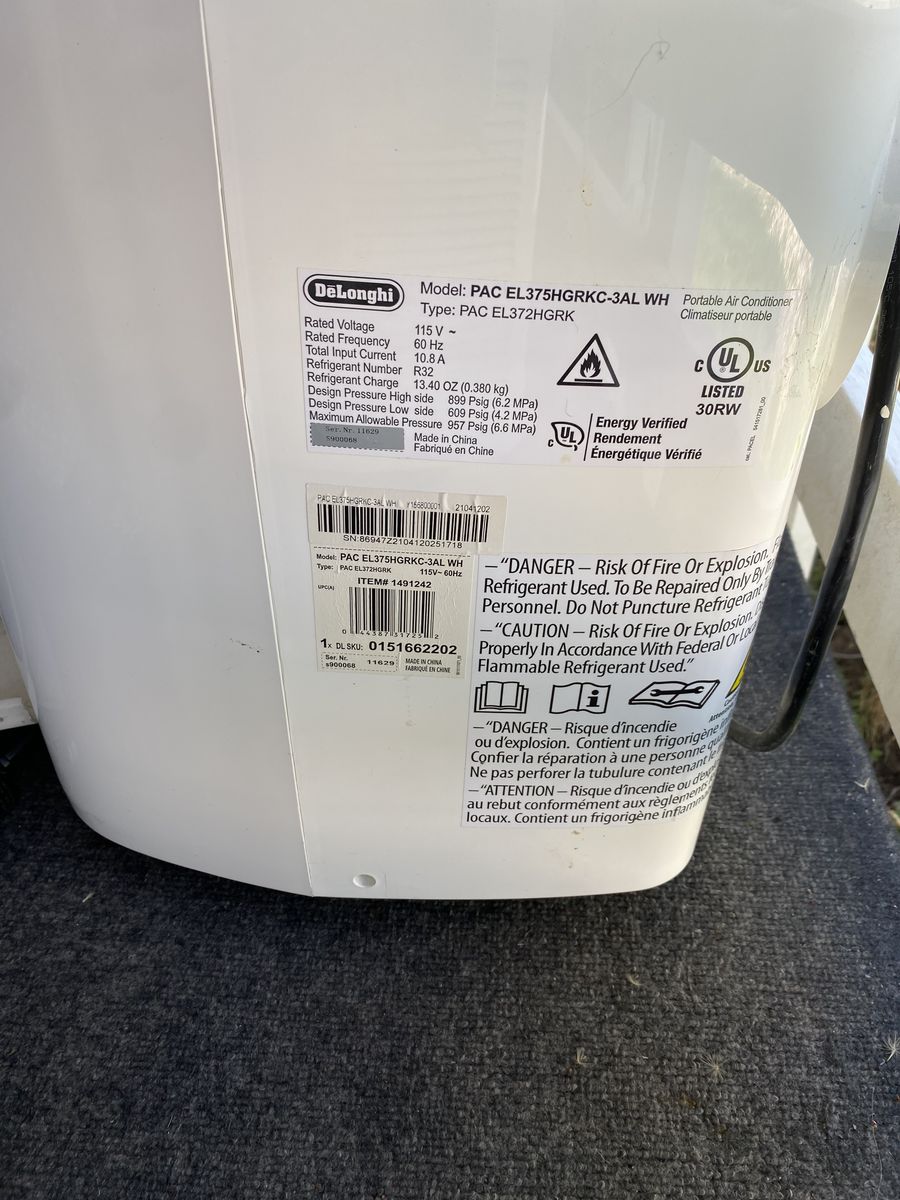 DēLonghi
Model: PAC EL375HGRKC-3AL WH
Type: PAC EL372HGRK
Portable Air Conditioner
Climatiseur portable
Rated Voltage 115 V ~
Rated Frequency 60 Hz
Total Input Current 10.8 A
Refrigerant Number R32
Refrigerant Charge 13.40 OZ (0.380 kg)
Design Pressure High side 899 Psig (6.2 MPa)
Design Pressure Low side 609 Psig (4.2 MPa)
Maximum Allowable Pressure 957 Psig (6.6 MPa)
Ser. Nr. 11629
s900068
Made in China
Fabriqué en Chine
C UL US
LISTED
30RW
C UL
Energy Verified
Rendement
Énergétique Vérifié
PAC EL375HGRKC-3AL WH Y155800001 21041202
SN:86947Z2104120251718
Model: PAC EL375HGRKC-3AL WH
Type: PAC EL372HGRK 115V~ 60Hz
ITEM# 1491242
UPC(A)
0 44387 31725 2
1x DL SKU: 0151662202
Ser. Nr. 11629
s900068
MADE IN CHINA
FABRIQUÉ EN CHINE
– “DANGER – Risk Of Fire Or Explosion.
Refrigerant Used. To Be Repaired Only By
Personnel. Do Not Puncture Refrigerant
– “CAUTION – Risk Of Fire Or Explosion.
Properly In Accordance With Federal Or
Flammable Refrigerant Used.”
– “DANGER – Risque d’incendie
ou d’explosion. Contient un frigorigène
Confier la réparation à une personne
Ne pas perforer la tubulure contenant
– “ATTENTION – Risque d’incendie ou
au rebut conformément aux règlements
locaux. Contient un frigorigène